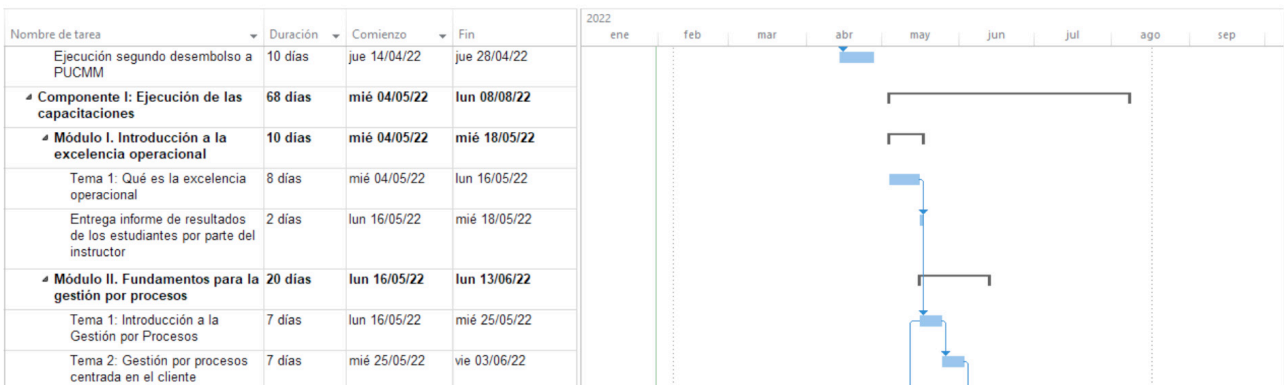 2022
Nombre de tarea Duración Comienzo Fin ene feb mar abr may jun jul ago sep
Ejecución segundo desembolso a 10 días jue 14/04/22 jue 28/04/22
PUCMM
Componente I: Ejecución de las 68 días mié 04/05/22 lun 08/08/22
capacitaciones
Módulo I. Introducción a la 10 días mié 04/05/22 mié 18/05/22
excelencia operacional
Tema 1: Qué es la excelencia 8 días mié 04/05/22 lun 16/05/22
operacional
Entrega informe de resultados 2 días lun 16/05/22 mié 18/05/22
de los estudiantes por parte del
instructor
Módulo II. Fundamentos para la 20 días lun 16/05/22 lun 13/06/22
gestión por procesos
Tema 1: Introducción a la 7 días lun 16/05/22 mié 25/05/22
Gestión por Procesos
Tema 2: Gestión por procesos 7 días mié 25/05/22 vie 03/06/22
centrada en el cliente